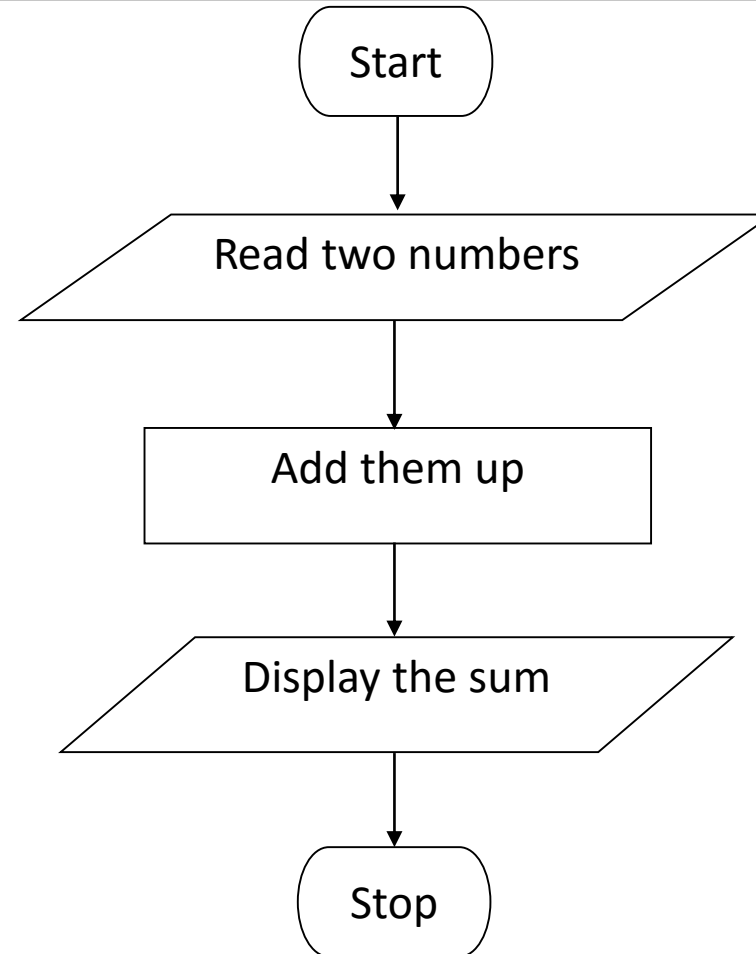 Start
Read two numbers
Add them up
Display the sum
Stop